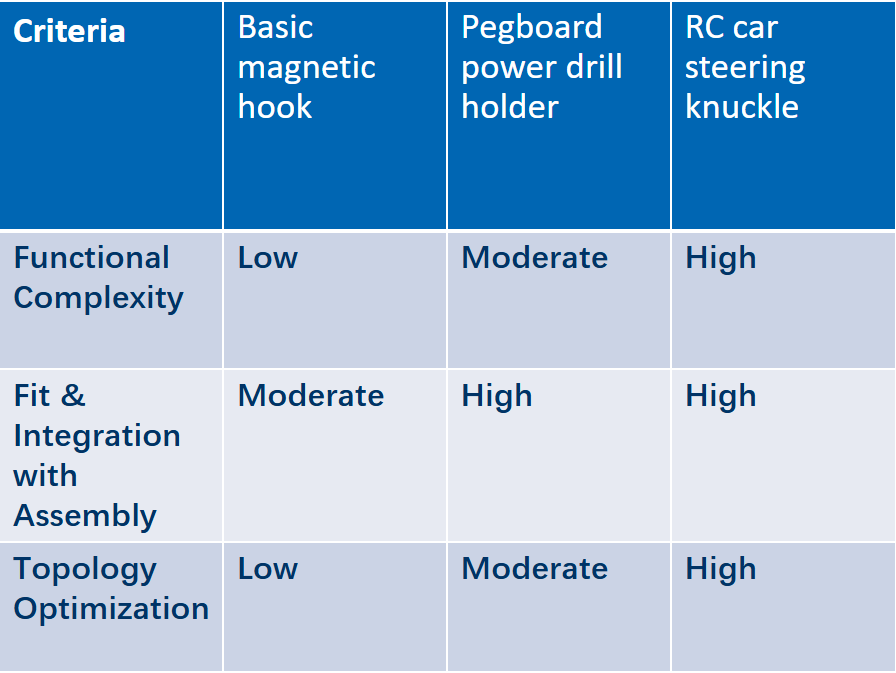 Criteria
Basic
magnetic
hook
Pegboard
power drill
holder
RC car
steering
knuckle
Functional
Complexity
Low
Moderate
High
Fit &
Integration
with
Assembly
Moderate
High
High
Topology
Optimization
Low
Moderate
High